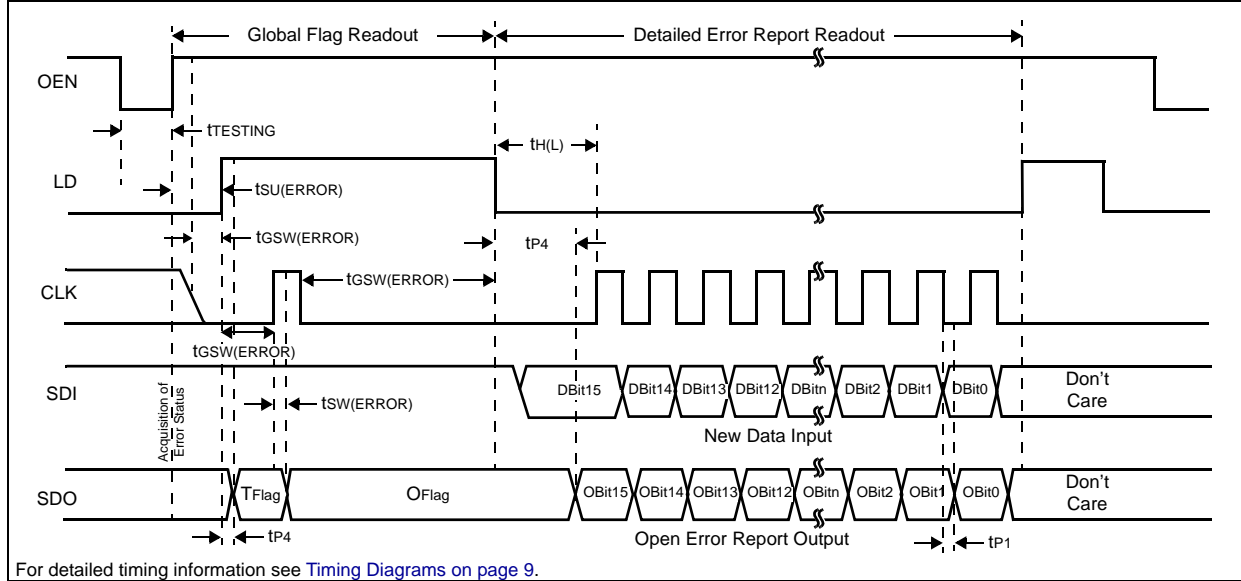 Global Flag Readout
Detailed Error Report Readout
OEN
tTESTING
tH(L)
LD
tSU(ERROR)
tGSW(ERROR)
tP4
tGSW(ERROR)
CLK
tGSW(ERROR)
Acquisition of
Error Status
SDI
DBit15
DBit14
DBit13
DBit12
DBitn
DBit2
DBit1
DBit0
Don't
Care
tSW(ERROR)
New Data Input
SDO
TFlag
OFlag
OBit15
OBit14
OBit13
OBit12
OBitn
OBit2
OBit1
OBit0
Don't
Care
tP4
Open Error Report Output
tP1
For detailed timing information see Timing Diagrams on page 9.